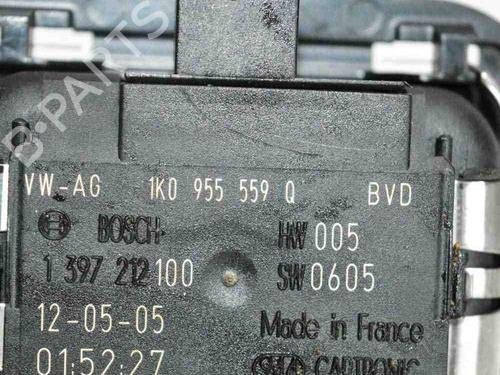 B-PARTS
VW-AG 1K0 955 559 Q BVD
BOSCH HW 005
1 397 212 100 SW 0605
12-05-05 Made in France
01:52:27 CAUTRONIC